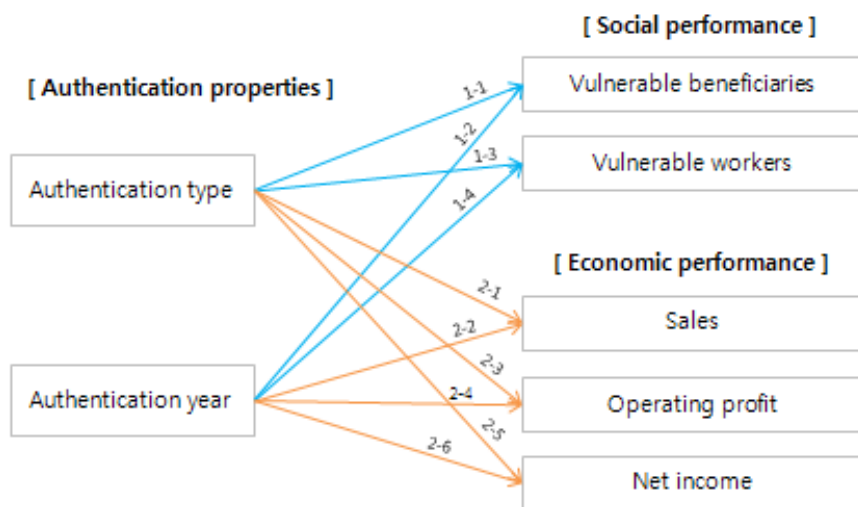 [ Social performance ]
[ Authentication properties ]
Vulnerable beneficiaries
Vulnerable workers
Authentication type
1-1
1-2
1-3
1-4
[ Economic performance ]
Sales
Operating profit
Net income
Authentication year
2-1
2-2
2-3
2-4
2-5
2-6